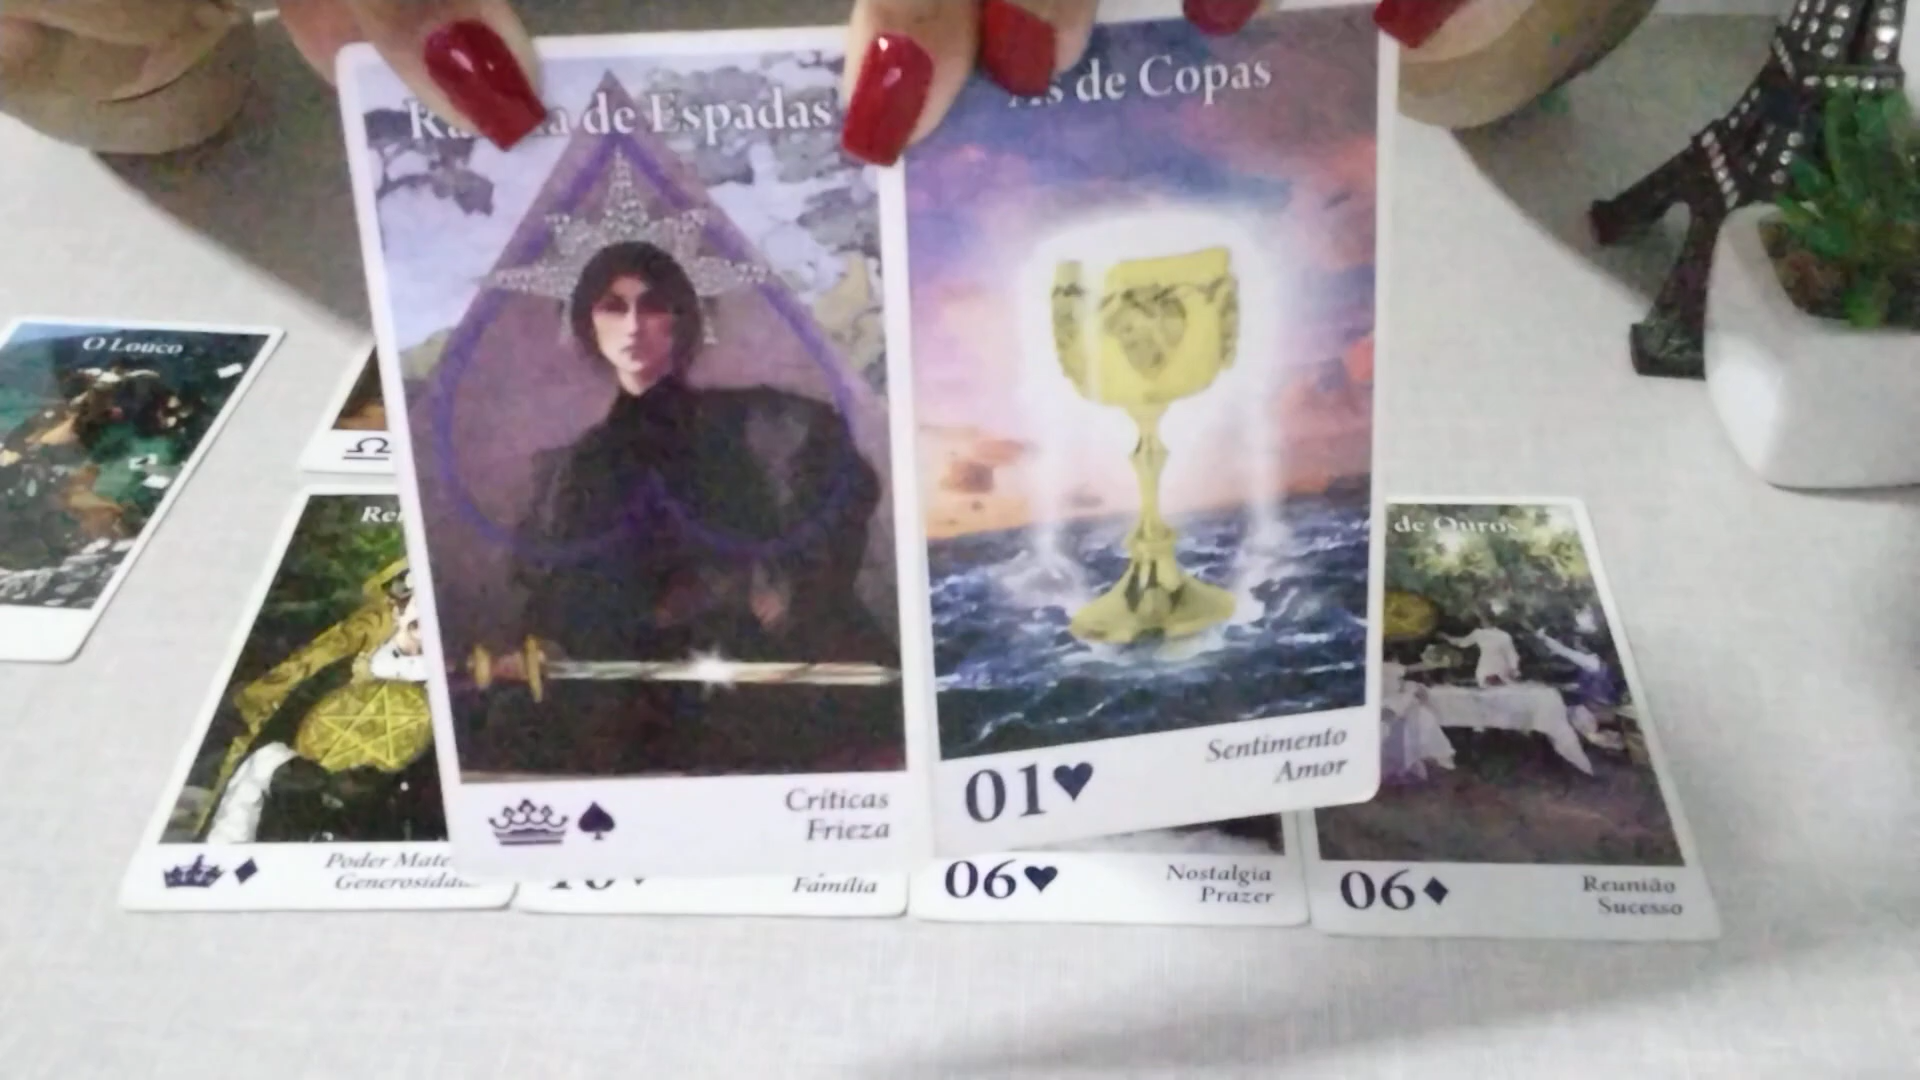 de Espadas
de Copas
O Louco
de Ouros
Sentimento
Amor
01♥
Críticas
Frieza
Poder
06♥
Nostalgia
Prazer
Família
06♦
Reunião
Sucesso